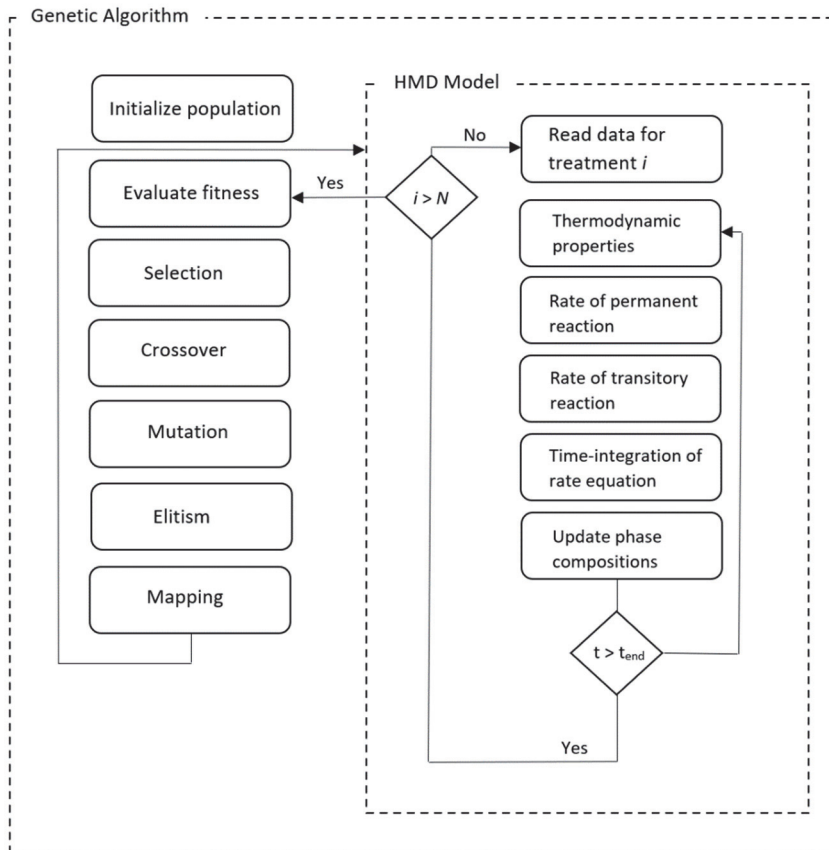 Genetic Algorithm
Initialize population
Evaluate fitness
Selection
Crossover
Mutation
Elitism
Mapping
HMD Model
No
Yes
i > N
Read data for
treatment i
Thermodynamic
properties
Rate of permanent
reaction
Rate of transitory
reaction
Time-integration of
rate equation
Update phase
compositions
t > tend
Yes